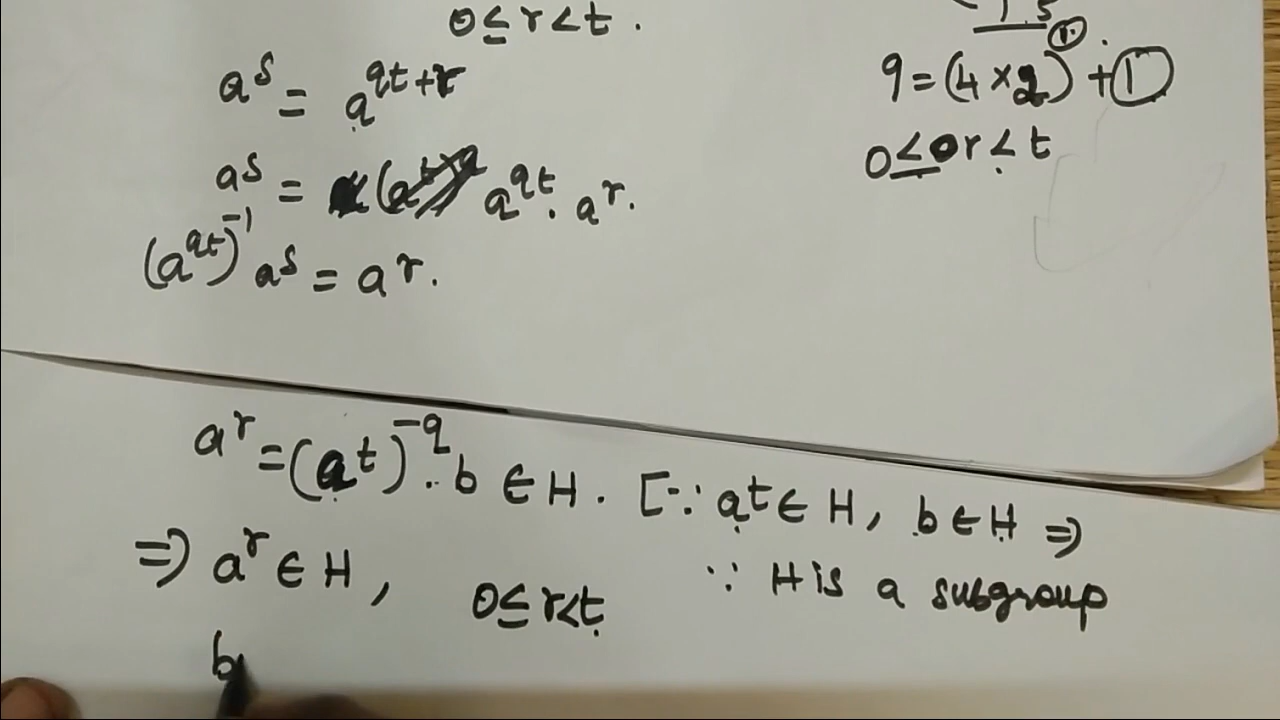 0 ≤ r < t .
a^s = a^{qt+r}
a^s = a^{qt} . a^r .
(a^{qt})^{-1} a^s = a^r .
9 = (4 × 2) + 1
0 ≤ r < t
a^r = (a^t)^{-q} . b ∈ H . [∵ a^t ∈ H, b ∈ H ⇒
⇒ a^r ∈ H , 0 ≤ r < t
∵ H is a subgroup
b